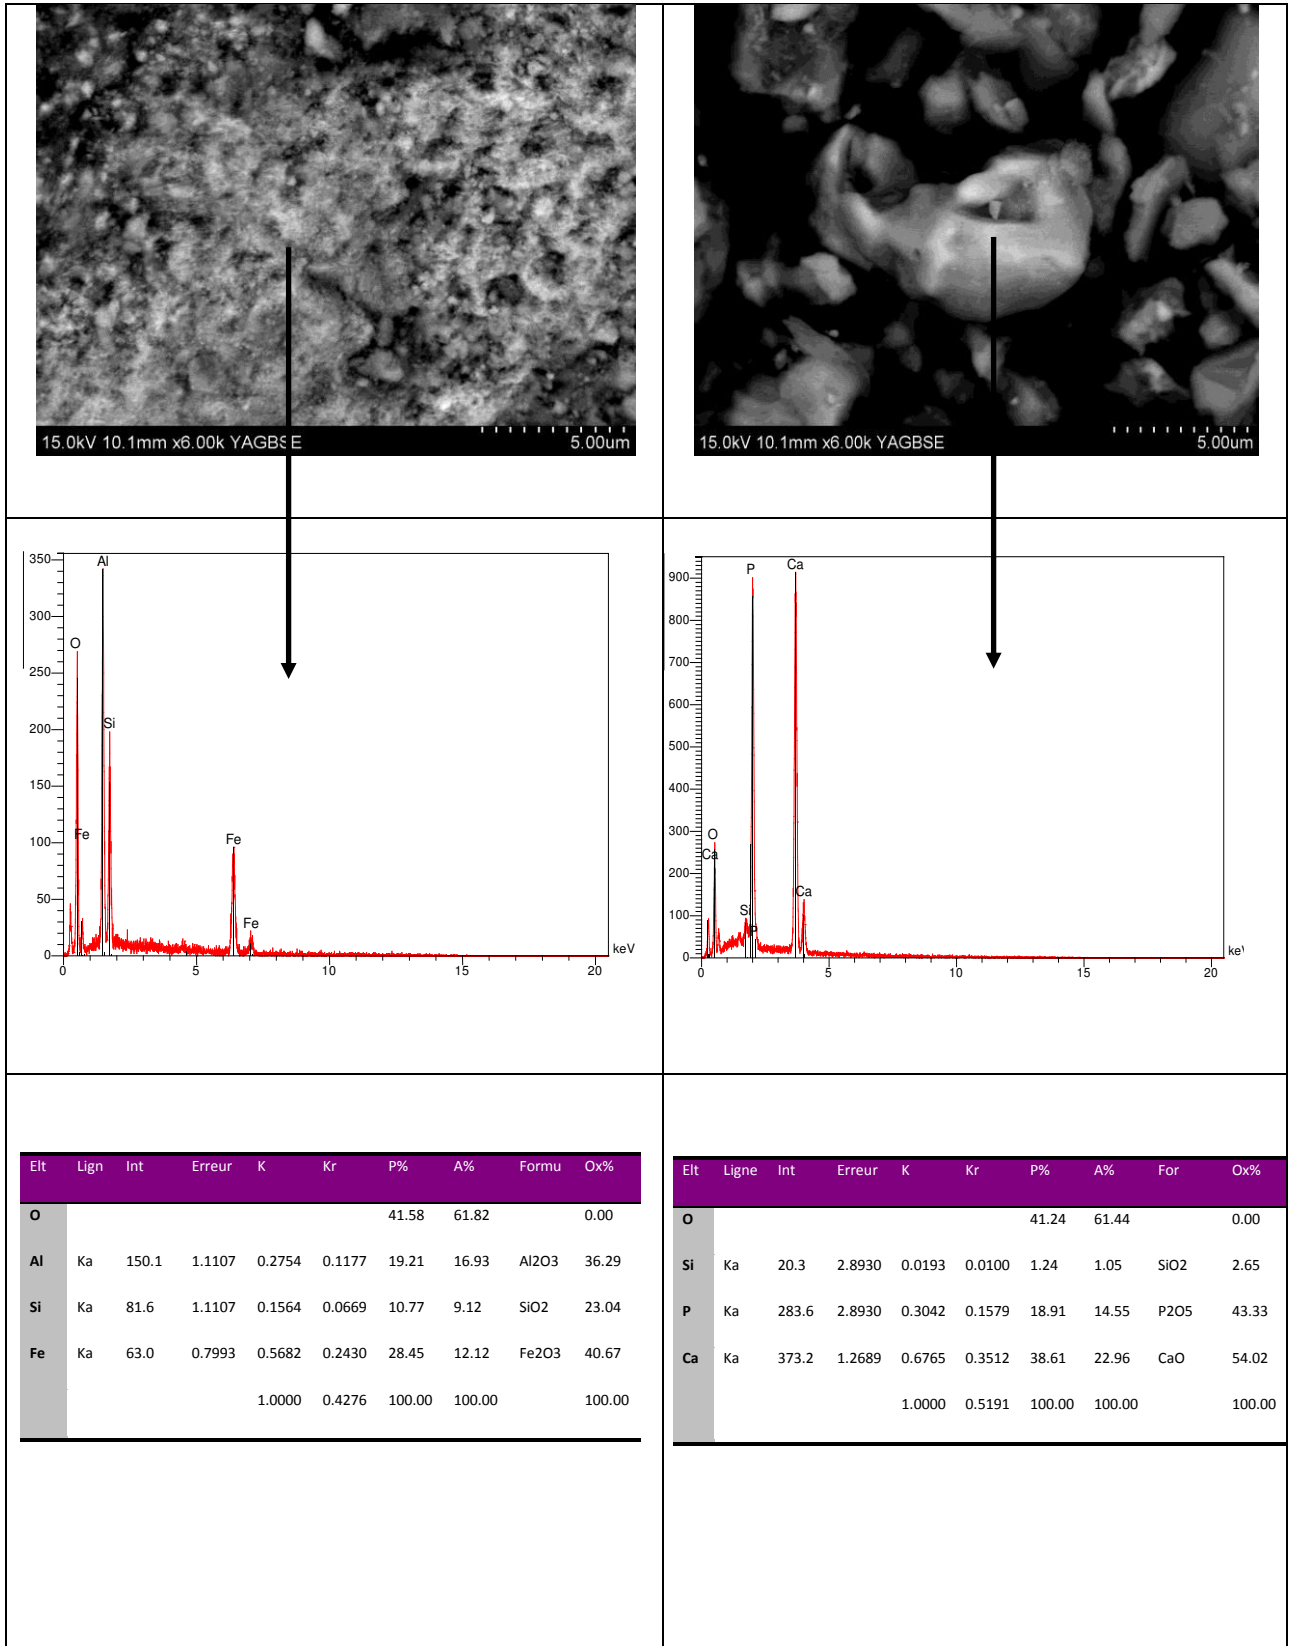 15.0kV 10.1mm x6.00k YAGBSE 5.00um
15.0kV 10.1mm x6.00k YAGBSE 5.00um
350
300
250
200
150
100
50
0
O
Fe
Al
Si
Fe
Fe
0 5 10 15 20
keV
900
800
700
600
500
400
300
200
100
0
O
Ca
Si
P
P
Ca
Ca
0 5 10 15 20
keV
Elt Lign Int Erreur K Kr P% A% Formu Ox%
O 41.58 61.82 0.00
Al Ka 150.1 1.1107 0.2754 0.1177 19.21 16.93 Al2O3 36.29
Si Ka 81.6 1.1107 0.1564 0.0669 10.77 9.12 SiO2 23.04
Fe Ka 63.0 0.7993 0.5682 0.2430 28.45 12.12 Fe2O3 40.67
1.0000 0.4276 100.00 100.00 100.00
Elt Ligne Int Erreur K Kr P% A% For Ox%
O 41.24 61.44 0.00
Si Ka 20.3 2.8930 0.0193 0.0100 1.24 1.05 SiO2 2.65
P Ka 283.6 2.8930 0.3042 0.1579 18.91 14.55 P2O5 43.33
Ca Ka 373.2 1.2689 0.6765 0.3512 38.61 22.96 CaO 54.02
1.0000 0.5191 100.00 100.00 100.00